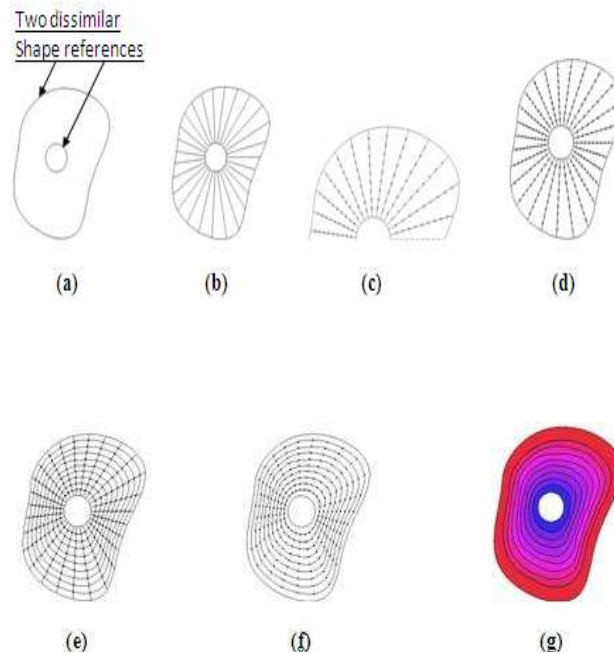 Two dissimilar
Shape references
(a)
(b)
(c)
(d)
(e)
(f)
(g)